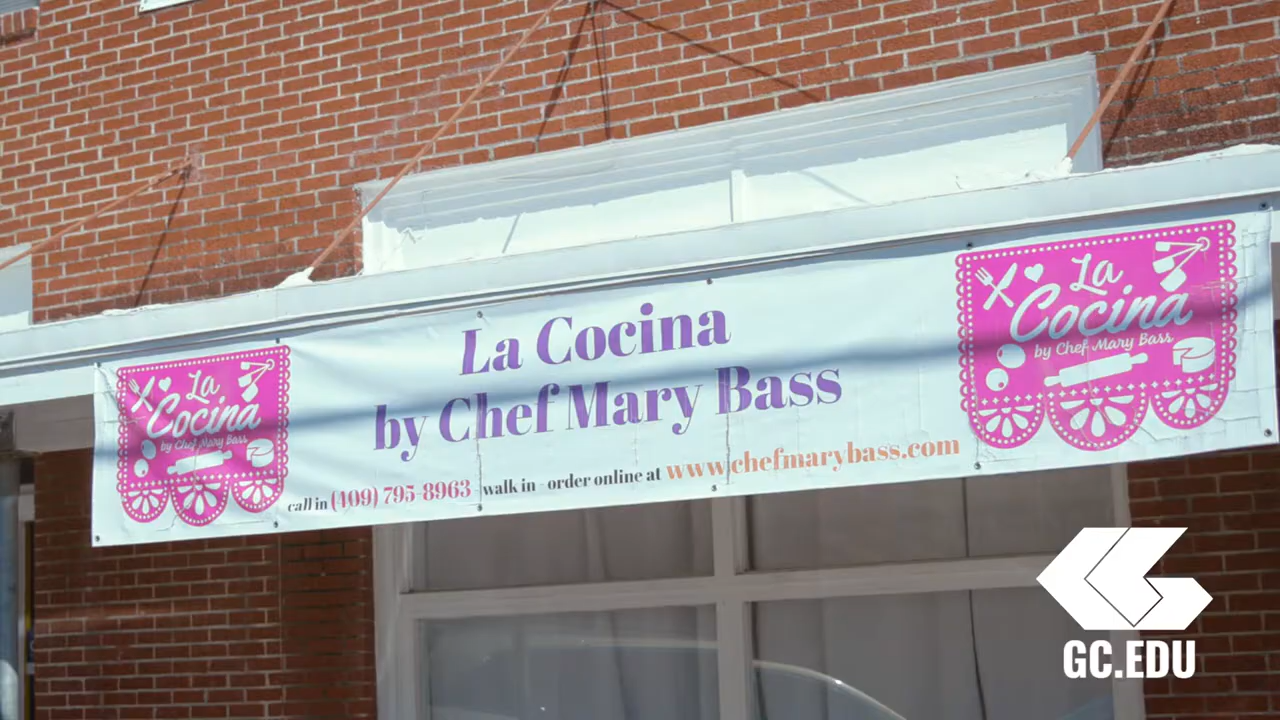 La
Cocina
by Chef Mary Bass
La Cocina
by Chef Mary Bass
call in (409) 795-8963 - walk in - order online at www.chefmarybass.com
La
Cocina
by Chef Mary Bass
GC.EDU